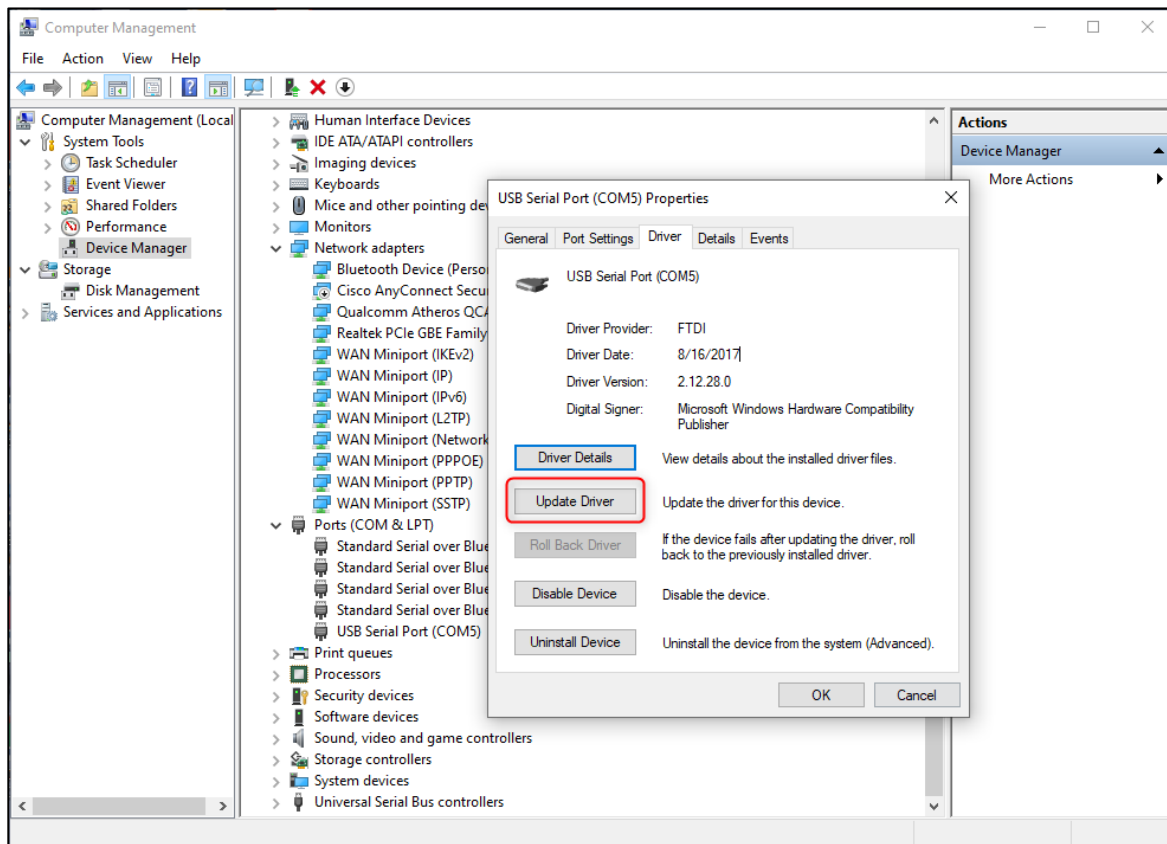 Computer Management
File Action View Help
Computer Management (Local
System Tools
Task Scheduler
Event Viewer
Shared Folders
Performance
Device Manager
Storage
Disk Management
Services and Applications
Human Interface Devices
IDE ATA/ATAPI controllers
Imaging devices
Keyboards
Mice and other pointing dev
Monitors
Network adapters
Bluetooth Device (Person
Cisco AnyConnect Secu
Qualcomm Atheros QCA
Realtek PCIe GBE Family
WAN Miniport (IKEv2)
WAN Miniport (IP)
WAN Miniport (IPv6)
WAN Miniport (L2TP)
WAN Miniport (Network
WAN Miniport (PPPOE)
WAN Miniport (PPTP)
WAN Miniport (SSTP)
Ports (COM & LPT)
Standard Serial over Blue
Standard Serial over Blue
Standard Serial over Blue
Standard Serial over Blue
USB Serial Port (COM5)
Print queues
Processors
Security devices
Software devices
Sound, video and game controllers
Storage controllers
System devices
Universal Serial Bus controllers
USB Serial Port (COM5) Properties
General Port Settings Driver Details Events
USB Serial Port (COM5)
Driver Provider: FTDI
Driver Date: 8/16/2017
Driver Version: 2.12.28.0
Digital Signer: Microsoft Windows Hardware Compatibility
Publisher
Driver Details View details about the installed driver files.
Update Driver Update the driver for this device.
Roll Back Driver If the device fails after updating the driver, roll
back to the previously installed driver.
Disable Device Disable the device.
Uninstall Device Uninstall the device from the system (Advanced).
OK Cancel
Actions
Device Manager
More Actions